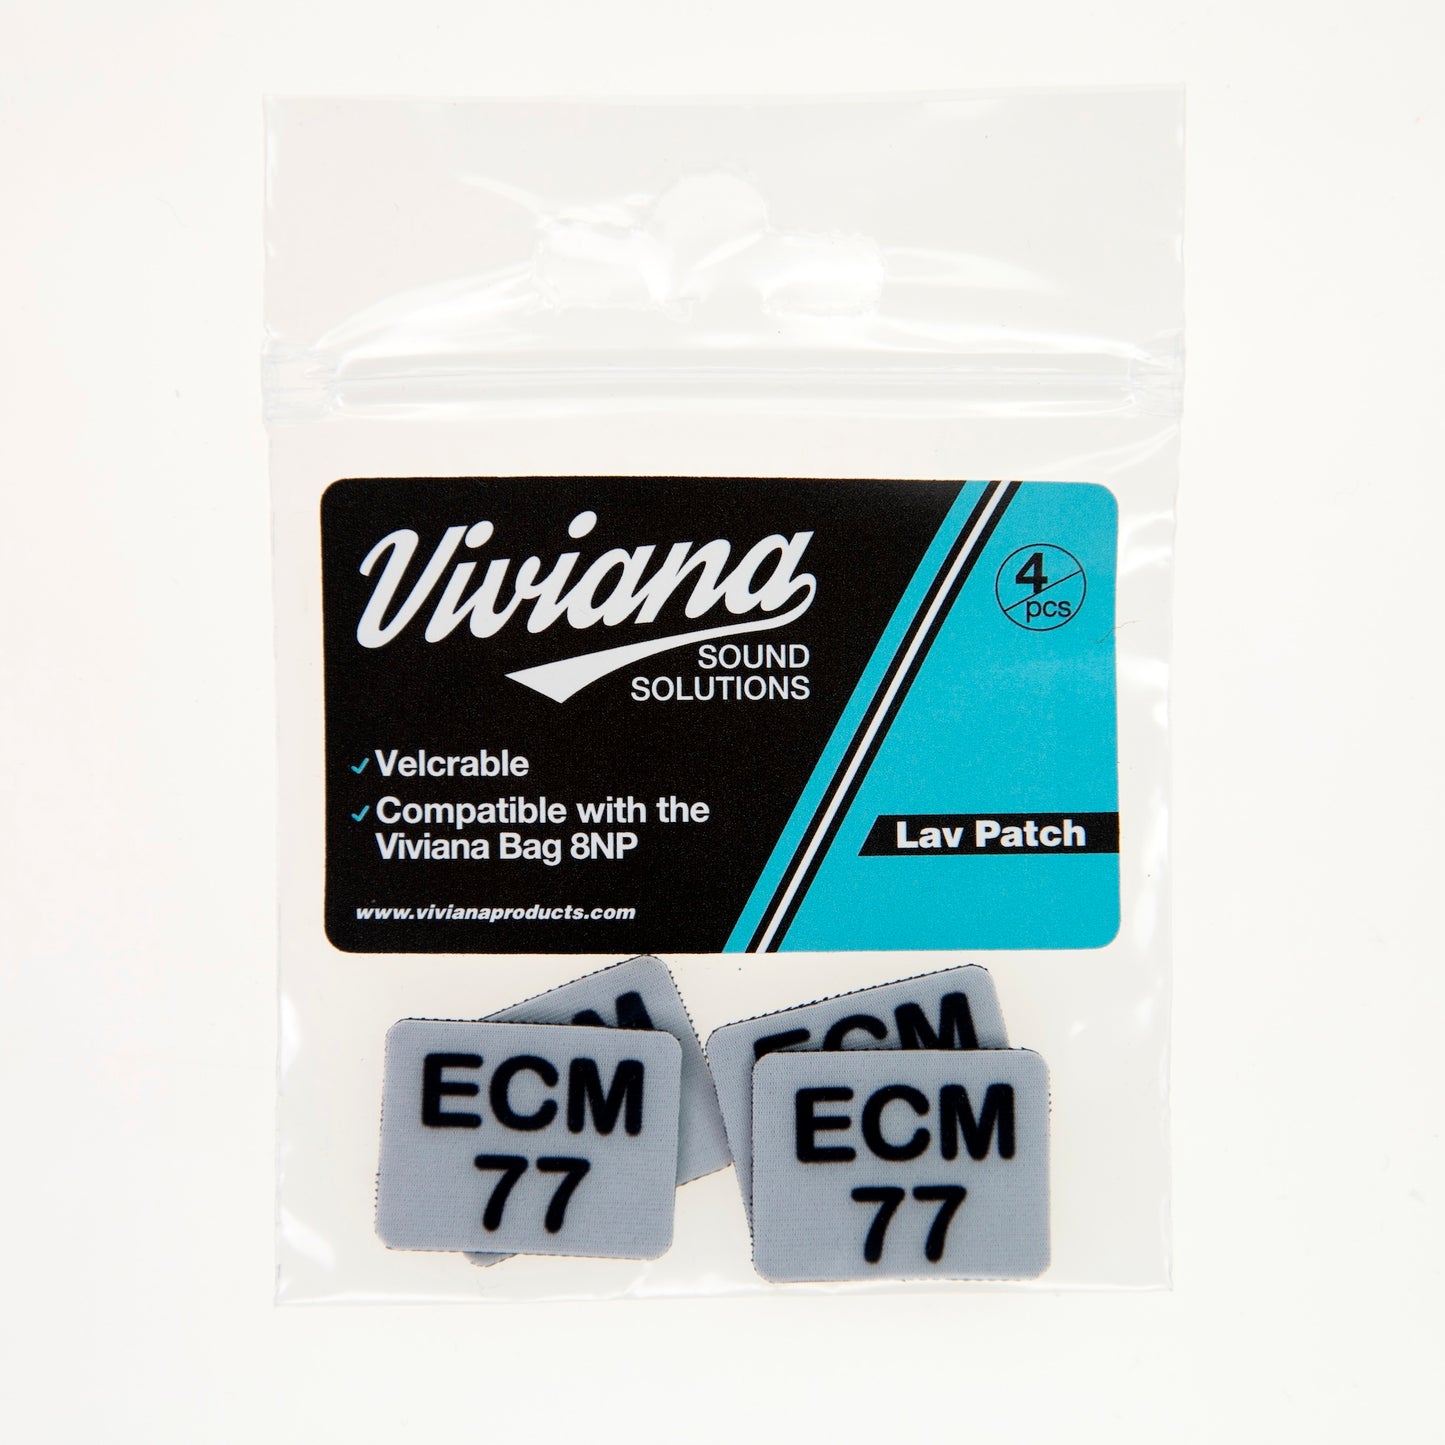 Viviana
SOUND
SOLUTIONS
4
pcs
Velcrable
Compatible with the
Viviana Bag 8NP
Lav Patch
www.vivianaproducts.com
M
ECM
ECM
77
ECM
77